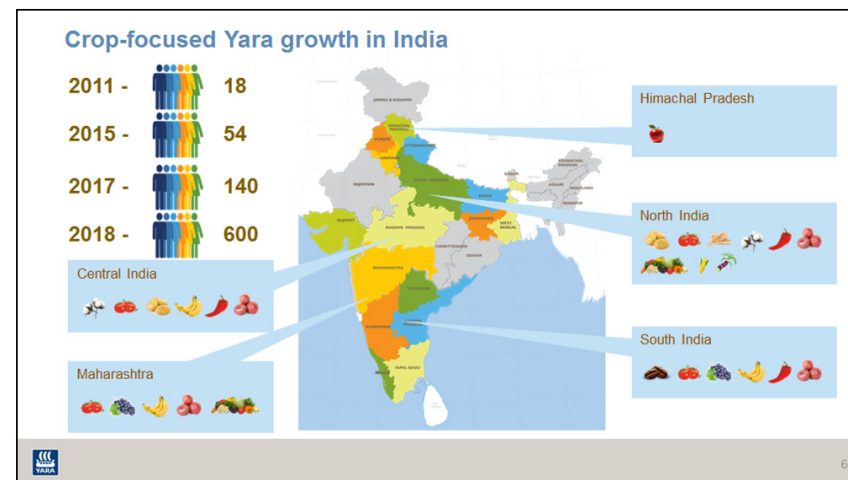 Crop-focused Yara growth in India
2011 - 18
2015 - 54
2017 - 140
2018 - 600
Central India
Maharashtra
Himachal Pradesh
North India
South India
JAMMU & KASHMIR
HIMACHAL
PRADESH
PUNJAB
UTTARAKHAND
HARYANA
RAJASTHAN
UTTAR PRADESH
SIKKIM
ARUNACHAL
PRADESH
ASSAM
NAGALAND
MANIPUR
BIHAR
JHARKHAND
WEST
BENGAL
GUJARAT
MADHYA PRADESH
CHHATTISGARH
ODISHA
MAHARASHTRA
TELANGANA
KARNATAKA
PRADESH
TAMIL NADU
YARA
6